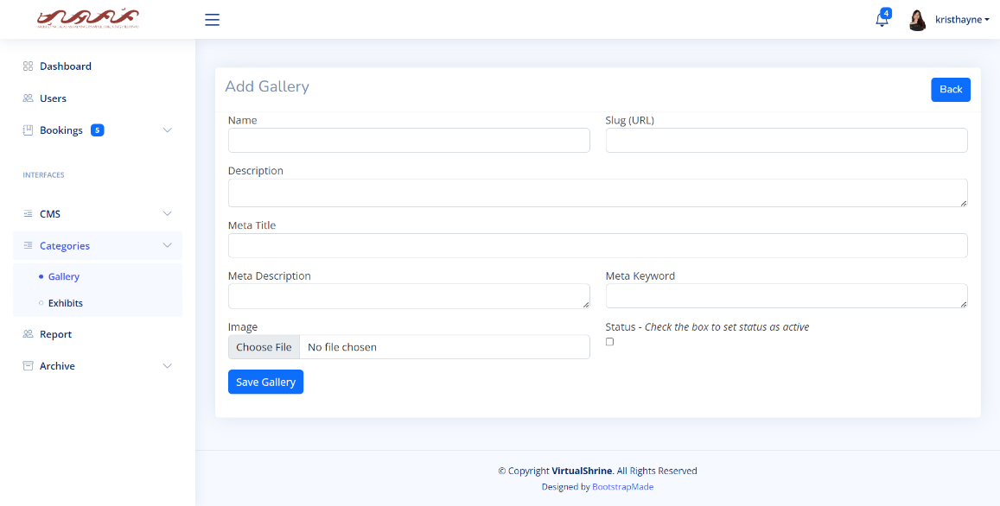 4
kristhayne
Dashboard
Users
Bookings 5
INTERFACES
CMS
Categories
Gallery
Exhibits
Report
Archive
Add Gallery
Back
Name
Slug (URL)
Description
Meta Title
Meta Description
Meta Keyword
Image
Choose File No file chosen
Status - Check the box to set status as active
Save Gallery
© Copyright VirtualShrine. All Rights Reserved
Designed by BootstrapMade